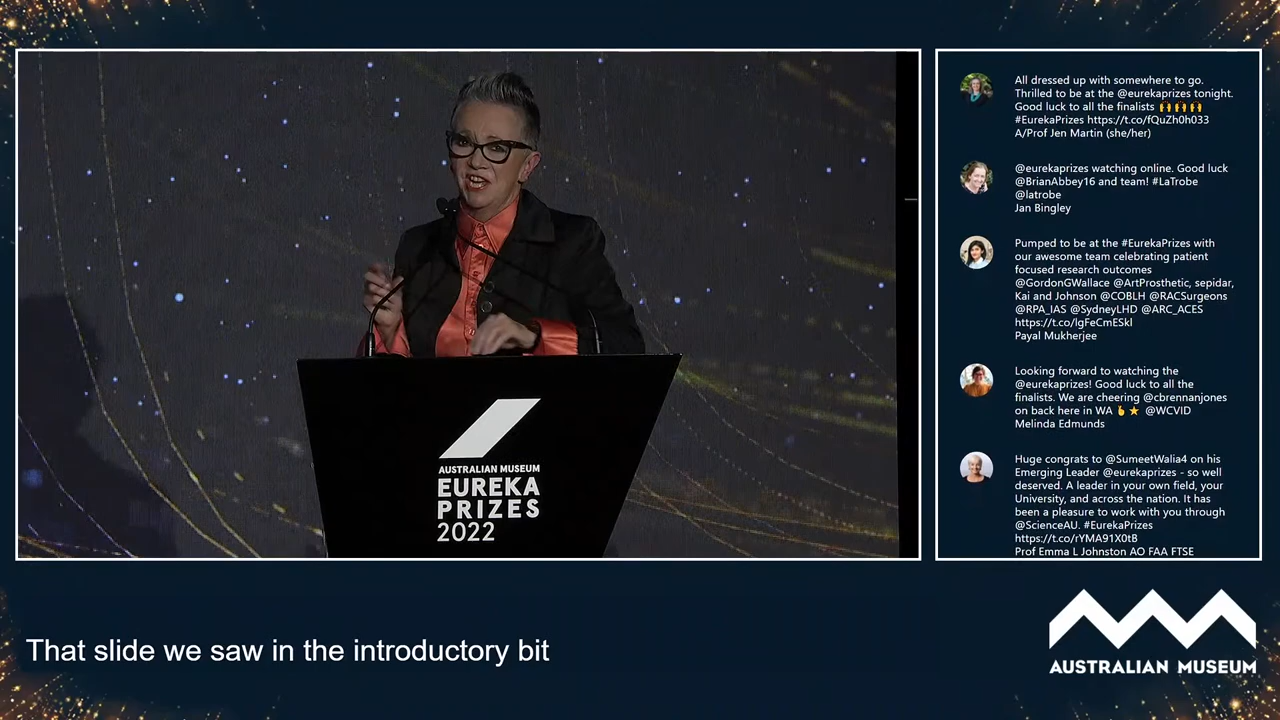 AUSTRALIAN MUSEUM
EUREKA
PRIZES
2022
All dressed up with somewhere to go.
Thrilled to be at the @eurekaprizes tonight.
Good luck to all the finalists 🙌🙌🙌
#EurekaPrizes https://t.co/fQuZh0h033
A/Prof Jen Martin (she/her)
@eurekaprizes watching online. Good luck
@BrianAbbey16 and team! #LaTrobe
@latrobe
Jan Bingley
Pumped to be at the #EurekaPrizes with
our awesome team celebrating patient
focused research outcomes
@GordonGWallace @ArtProsthetic, sepidar,
Kai and Johnson @COBLH @RACSurgeons
@RPA_IAS @SydneyLHD @ARC_ACES
https://t.co/IgFeCmESkI
Payal Mukherjee
Looking forward to watching the
@eurekaprizes! Good luck to all the
finalists. We are cheering @cbrennanjones
on back here in WA 🤞⭐ @WCVID
Melinda Edmunds
Huge congrats to @SumeetWalia4 on his
Emerging Leader @eurekaprizes - so well
deserved. A leader in your own field, your
University, and across the nation. It has
been a pleasure to work with you through
@ScienceAU. #EurekaPrizes
https://t.co/rYMA91X0tB
Prof Emma L Johnston AO FAA FTSE
That slide we saw in the introductory bit
AUSTRALIAN MUSEUM